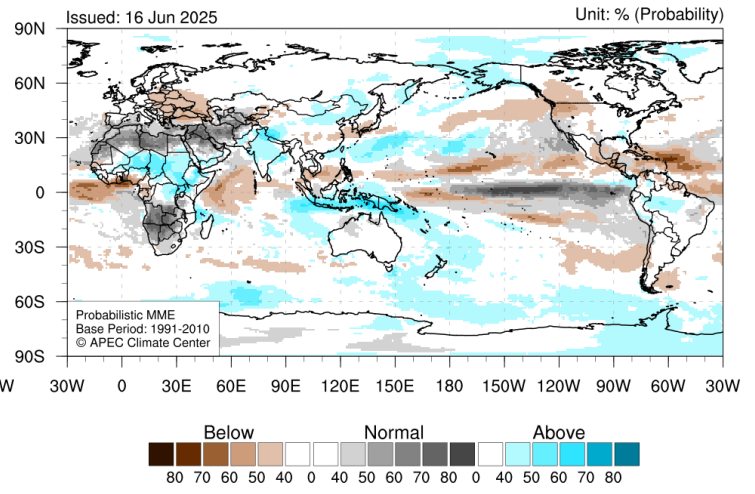 Issued: 16 Jun 2025
Unit: % (Probability)
90N
60N
30N
0
30S
60S
90S
Probabilistic MME
Base Period: 1991-2010
© APEC Climate Center
W 30W 0 30E 60E 90E 120E 150E 180 150W 120W 90W 60W 30W
Below Normal Above
80 70 60 50 40 0 40 50 60 70 80 0 40 50 60 70 80